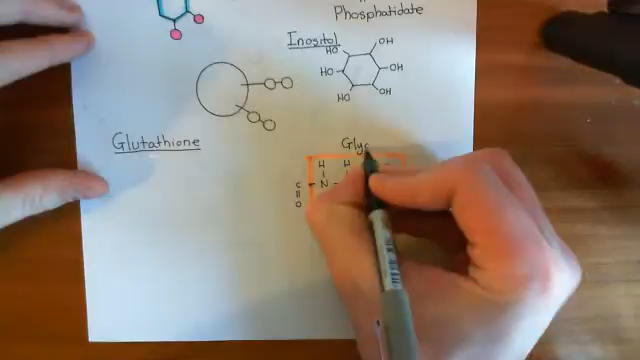 Phosphatidate
Inositol
HO OH
HO OH
HO OH
Glutathione
Glyc
H H
C N
O